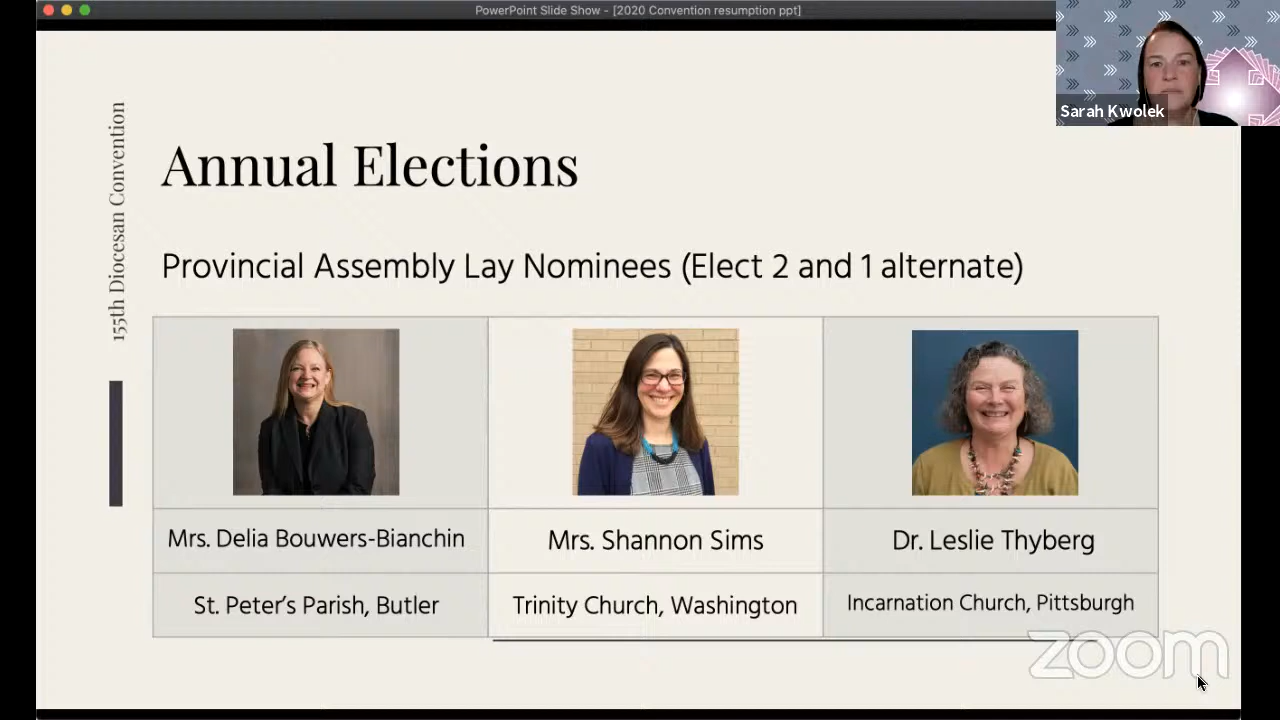 PowerPoint Slide Show - [2020 Convention resumption ppt]
Sarah Kwolek
155th Diocesan Convention
Annual Elections
Provincial Assembly Lay Nominees (Elect 2 and 1 alternate)
Mrs. Delia Bouwers-Bianchin
Mrs. Shannon Sims
Dr. Leslie Thyberg
St. Peter’s Parish, Butler
Trinity Church, Washington
Incarnation Church, Pittsburgh
zoom